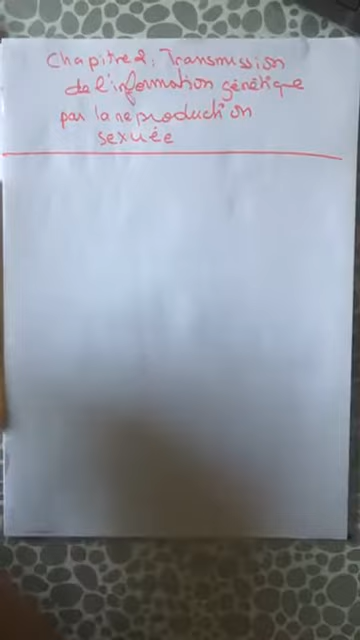 Chapitre 2: Transmission
de l'information génétique
par la reproduction
sexuée